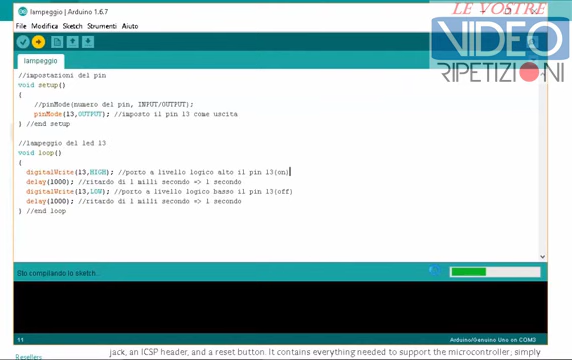 LE VOSTRE
VIDEO
RIPETIZIONI
lampeggio | Arduino 1.6.7
File Modifica Sketch Strumenti Aiuto
lampeggio
//impostazioni del pin
void setup()
{
//pinMode(numero del pin, INPUT/OUTPUT);
pinMode(13,OUTPUT); //imposto il pin 13 come uscita
} //end setup
//lampeggio del led 13
void loop()
{
digitalWrite(13,HIGH); //porto a livello logico alto il pin 13(on)
delay(1000); //ritardo di 1 milli secondo => 1 secondo
digitalWrite(13,LOW); //porto a livello logico basso il pin 13(off)
delay(1000); //ritardo di 1 milli secondo => 1 secondo
} //end loop
Sto compilando lo sketch...
11
Arduino/Genuino Uno on COM3
jack, an ICSP header, and a reset button. It contains everything needed to support the microcontroller; simply
Resellers